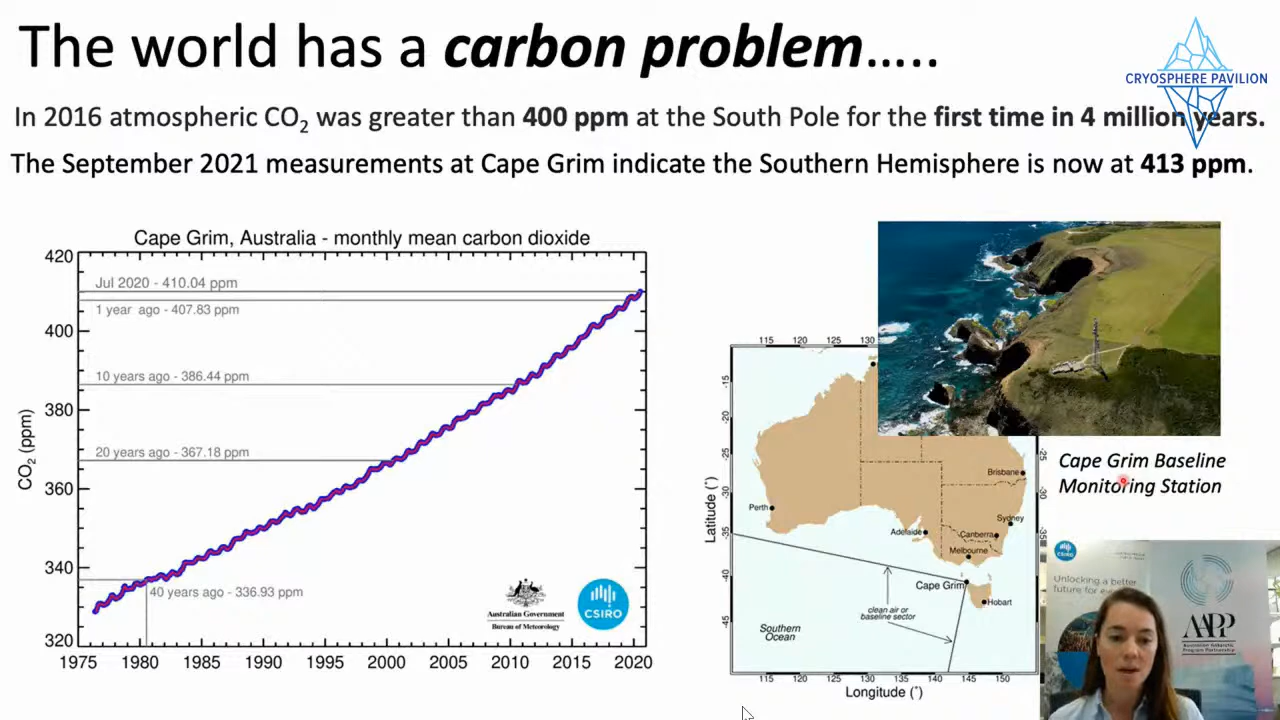 The world has a carbon problem.....
CRYOSPHERE PAVILION
In 2016 atmospheric CO₂ was greater than 400 ppm at the South Pole for the first time in 4 million years.
The September 2021 measurements at Cape Grim indicate the Southern Hemisphere is now at 413 ppm.
Cape Grim, Australia - monthly mean carbon dioxide
420
400
380
360
340
320
CO₂ (ppm)
Jul 2020 - 410.04 ppm
1 year ago - 407.83 ppm
10 years ago - 386.44 ppm
20 years ago - 367.18 ppm
40 years ago - 336.93 ppm
Australian Government
Bureau of Meteorology
CSIRO
1975 1980 1985 1990 1995 2000 2005 2010 2015 2020
115 120 125 130
-15
-20
-25
-30
-35
-40
-45
Latitude (˚)
-25
-30
-35
Brisbane
Perth
Sydney
Adelaide
Canberra
Melbourne
Cape Grim
Hobart
clean air or
baseline sector
Southern
Ocean
115 120 125 130 135 140 145 150
Longitude (˚)
Cape Grim Baseline
Monitoring Station
CSIRO
Unlocking a better
future for
AAPP
Australian Antarctic
Program Partnership